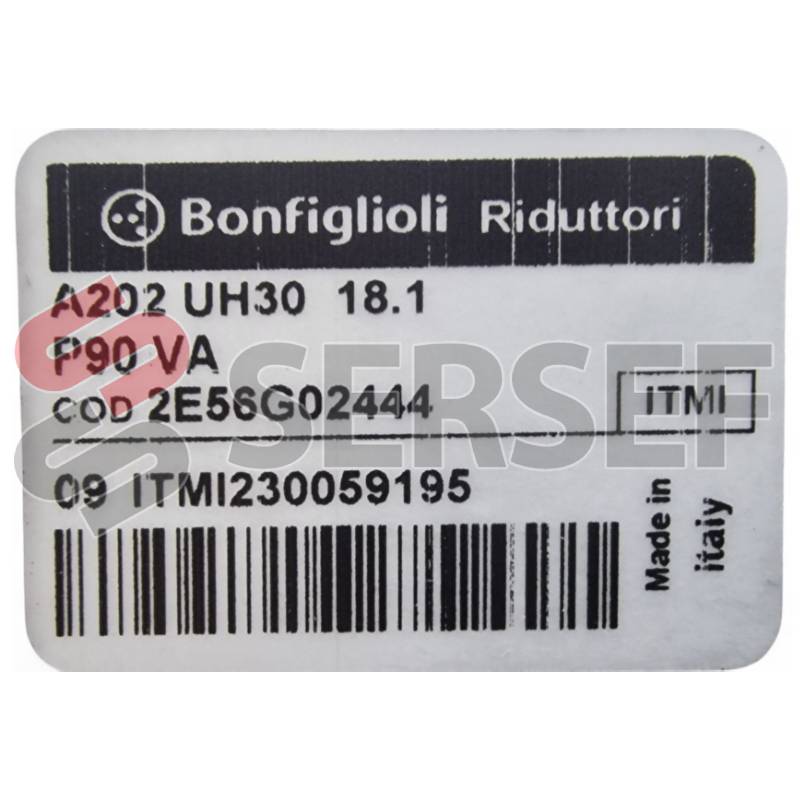 Bonfiglioli Riduttori
A202 UH30 18.1
P90 VA
COD 2E56G02444
ITMI
SERSEF
09 ITMI230059195
Made in
italy